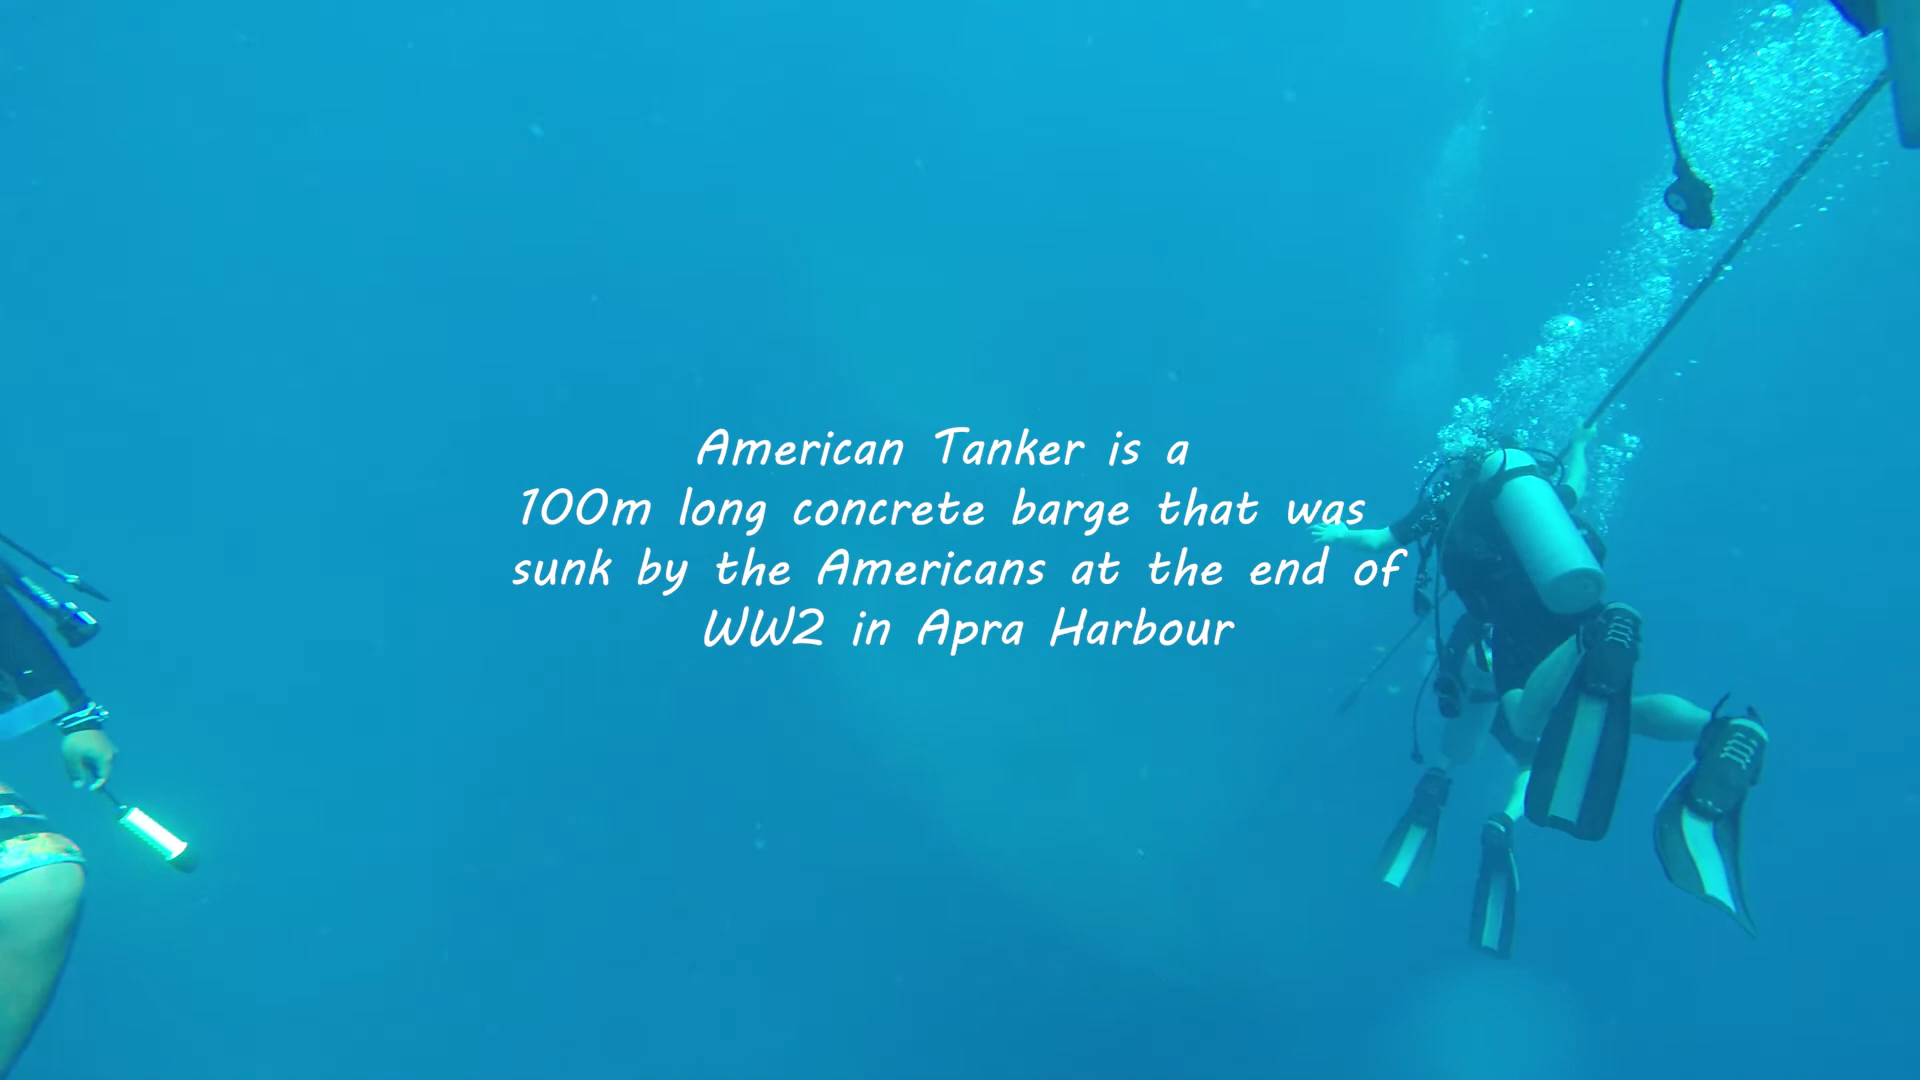 American Tanker is a
100m long concrete barge that was
sunk by the Americans at the end of
WW2 in Apra Harbour